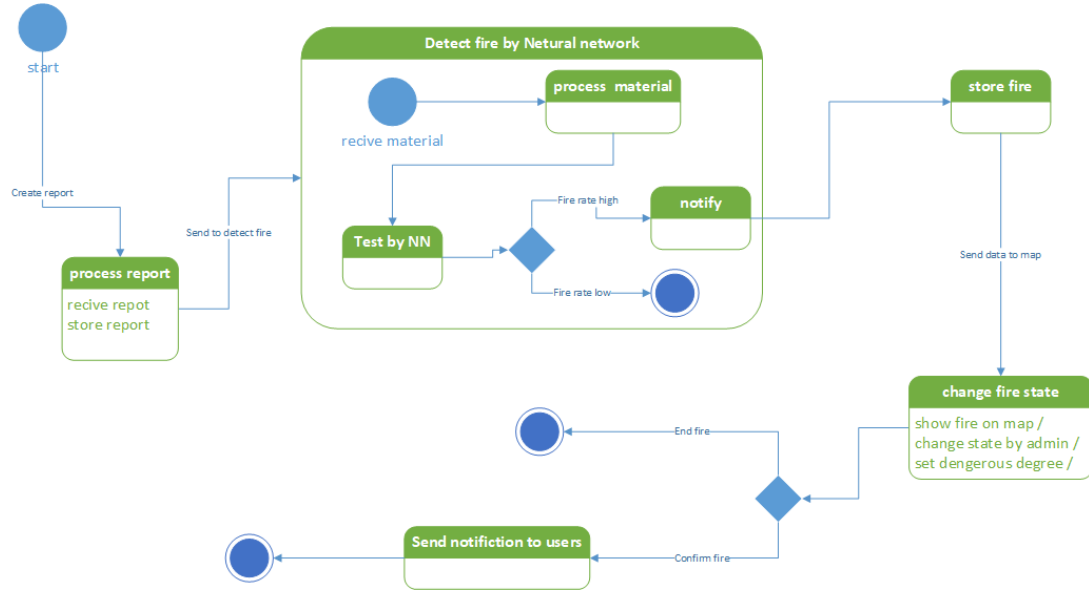 start
Create report
process report
recive repot
store report
Send to detect fire
Detect fire by Netural network
recive material
process  material
Test by NN
Fire rate high
Fire rate low
notify
store fire
Send data to map
change fire state
show fire on map /
change state by admin /
set dengerous degree /
End fire
Confirm fire
Send notifiction to users